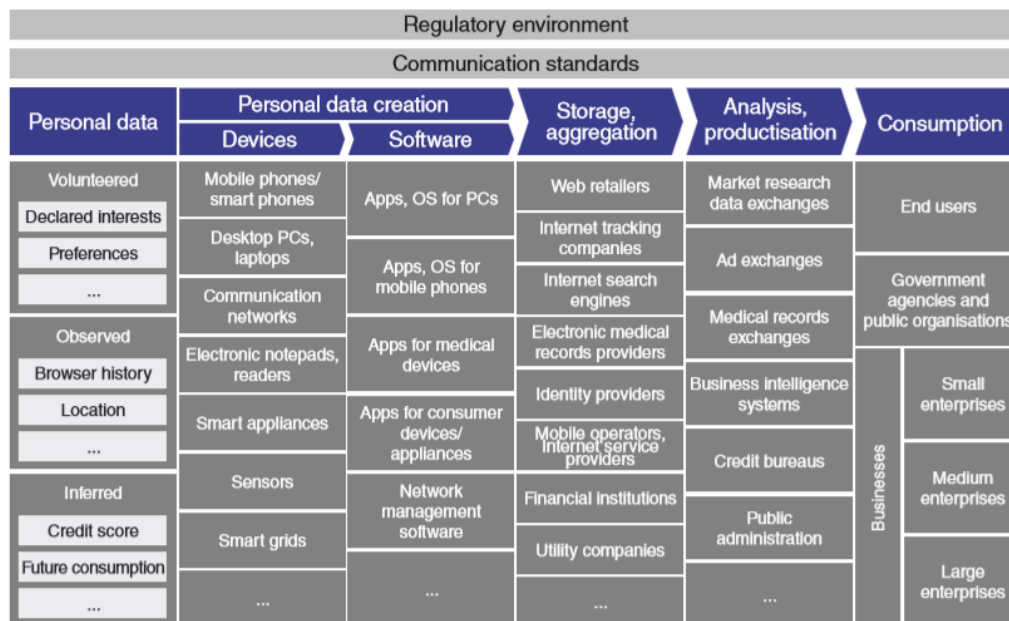 Regulatory environment
Communication standards
Personal data
Personal data creation
Devices
Software
Storage,
aggregation
Analysis,
productisation
Consumption
Volunteered
Declared interests
Preferences
...
Observed
Browser history
Location
...
Inferred
Credit score
Future consumption
...
Mobile phones/
smart phones
Desktop PCs,
laptops
Communication
networks
Electronic notepads,
readers
Smart appliances
Sensors
Smart grids
...
Apps, OS for PCs
Apps, OS for
mobile phones
Apps for medical
devices
Apps for consumer
devices/
appliances
Network
management
software
...
Web retailers
Internet tracking
companies
Internet search
engines
Electronic medical
records providers
Identity providers
Mobile operators,
Internet service
providers
Financial institutions
Utility companies
...
Market research
data exchanges
Ad exchanges
Medical records
exchanges
Business intelligence
systems
Credit bureaus
Public
administration
...
End users
Government
agencies and
public organisations
Businesses
Small
enterprises
Medium
enterprises
Large
enterprises